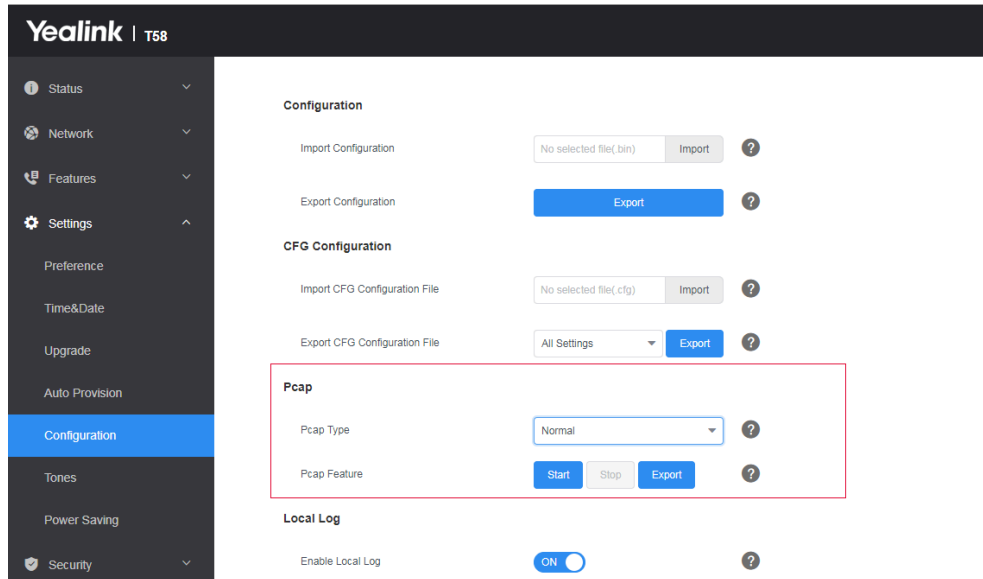 Yealink | T58
Status
Network
Features
Settings
Preference
Time&Date
Upgrade
Auto Provision
Configuration
Tones
Power Saving
Security
Configuration
Import Configuration No selected file(.bin) Import ?
Export Configuration Export ?
CFG Configuration
Import CFG Configuration File No selected file(.cfg) Import ?
Export CFG Configuration File All Settings Export ?
Pcap
Pcap Type Normal ?
Pcap Feature Start Stop Export ?
Local Log
Enable Local Log ON ?